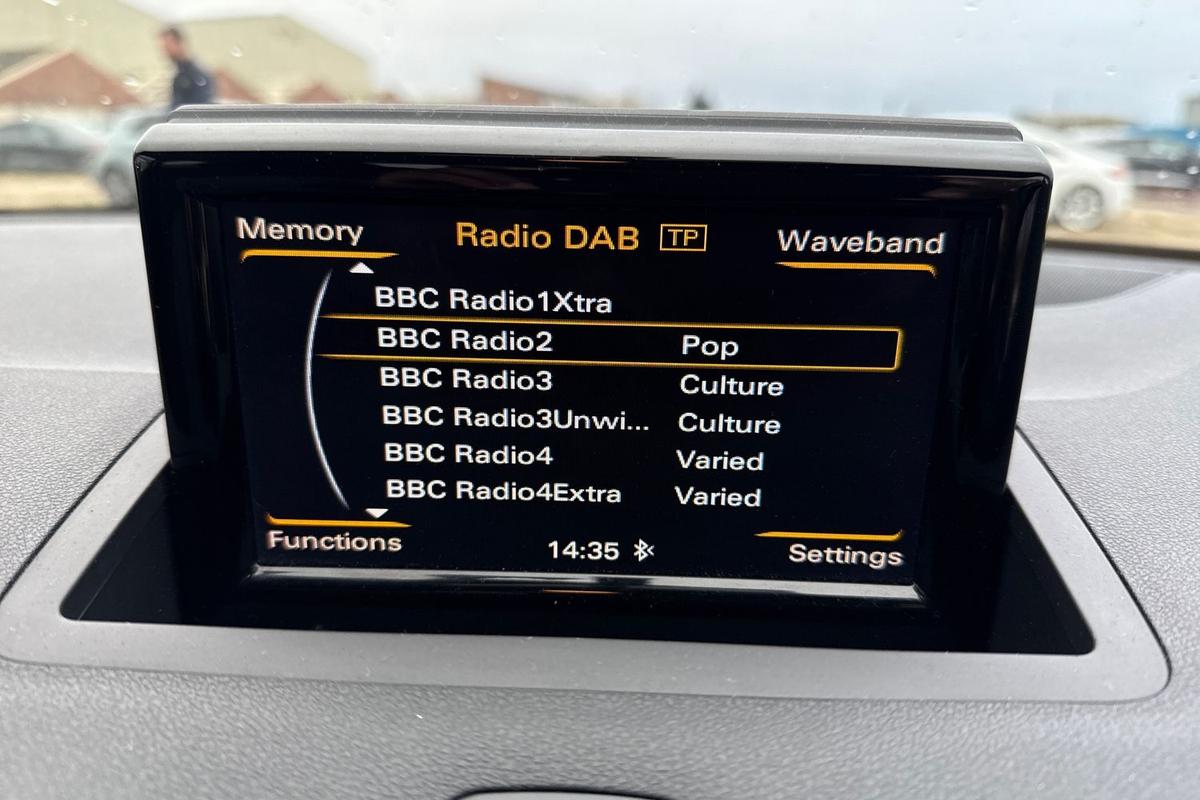 Memory Radio DAB TP Waveband
BBC Radio1Xtra
BBC Radio2 Pop
BBC Radio3 Culture
BBC Radio3Unwi... Culture
BBC Radio4 Varied
BBC Radio4Extra Varied
Functions 14:35 Settings